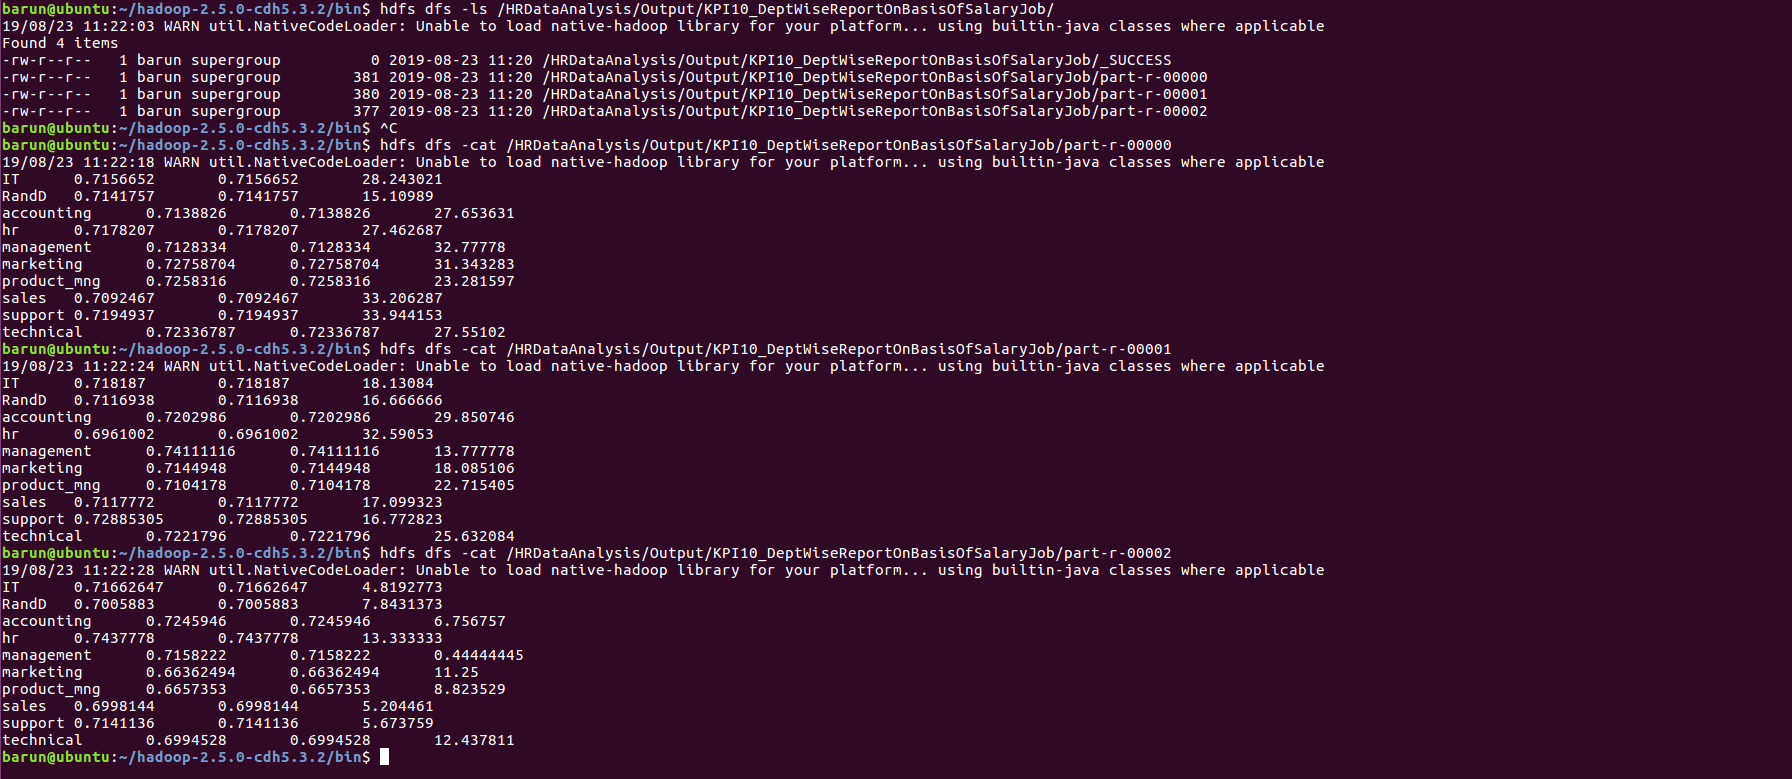 barun@ubuntu:~/hadoop-2.5.0-cdh5.3.2/bin$ hdfs dfs -ls /HRDataAnalysis/Output/KPI10_DeptWiseReportOnBasisOfSalaryJob/
19/08/23 11:22:03 WARN util.NativeCodeLoader: Unable to load native-hadoop library for your platform... using builtin-java classes where applicable
Found 4 items
-rw-r--r--   1 barun supergroup          0 2019-08-23 11:20 /HRDataAnalysis/Output/KPI10_DeptWiseReportOnBasisOfSalaryJob/_SUCCESS
-rw-r--r--   1 barun supergroup        381 2019-08-23 11:20 /HRDataAnalysis/Output/KPI10_DeptWiseReportOnBasisOfSalaryJob/part-r-00000
-rw-r--r--   1 barun supergroup        380 2019-08-23 11:20 /HRDataAnalysis/Output/KPI10_DeptWiseReportOnBasisOfSalaryJob/part-r-00001
-rw-r--r--   1 barun supergroup        377 2019-08-23 11:20 /HRDataAnalysis/Output/KPI10_DeptWiseReportOnBasisOfSalaryJob/part-r-00002
barun@ubuntu:~/hadoop-2.5.0-cdh5.3.2/bin$ ^C
barun@ubuntu:~/hadoop-2.5.0-cdh5.3.2/bin$ hdfs dfs -cat /HRDataAnalysis/Output/KPI10_DeptWiseReportOnBasisOfSalaryJob/part-r-00000
19/08/23 11:22:18 WARN util.NativeCodeLoader: Unable to load native-hadoop library for your platform... using builtin-java classes where applicable
IT	0.7156652	0.7156652	28.243021
RandD	0.7141757	0.7141757	15.10989
accounting	0.7138826	0.7138826	27.653631
hr	0.7178207	0.7178207	27.462687
management	0.7128334	0.7128334	32.77778
marketing	0.72758704	0.72758704	31.343283
product_mng	0.7258316	0.7258316	23.281597
sales	0.7092467	0.7092467	33.206287
support	0.7194937	0.7194937	33.944153
technical	0.72336787	0.72336787	27.55102
barun@ubuntu:~/hadoop-2.5.0-cdh5.3.2/bin$ hdfs dfs -cat /HRDataAnalysis/Output/KPI10_DeptWiseReportOnBasisOfSalaryJob/part-r-00001
19/08/23 11:22:24 WARN util.NativeCodeLoader: Unable to load native-hadoop library for your platform... using builtin-java classes where applicable
IT	0.718187	0.718187	18.13084
RandD	0.7116938	0.7116938	16.666666
accounting	0.7202986	0.7202986	29.850746
hr	0.6961002	0.6961002	32.59053
management	0.74111116	0.74111116	13.777778
marketing	0.7144948	0.7144948	18.085106
product_mng	0.7104178	0.7104178	22.715405
sales	0.7117772	0.7117772	17.099323
support	0.72885305	0.72885305	16.772823
technical	0.7221796	0.7221796	25.632084
barun@ubuntu:~/hadoop-2.5.0-cdh5.3.2/bin$ hdfs dfs -cat /HRDataAnalysis/Output/KPI10_DeptWiseReportOnBasisOfSalaryJob/part-r-00002
19/08/23 11:22:28 WARN util.NativeCodeLoader: Unable to load native-hadoop library for your platform... using builtin-java classes where applicable
IT	0.71662647	0.71662647	4.8192773
RandD	0.7005883	0.7005883	7.8431373
accounting	0.7245946	0.7245946	6.756757
hr	0.7437778	0.7437778	13.333333
management	0.7158222	0.7158222	0.44444445
marketing	0.66362494	0.66362494	11.25
product_mng	0.6657353	0.6657353	8.823529
sales	0.6998144	0.6998144	5.204461
support	0.7141136	0.7141136	5.673759
technical	0.6994528	0.6994528	12.437811
barun@ubuntu:~/hadoop-2.5.0-cdh5.3.2/bin$